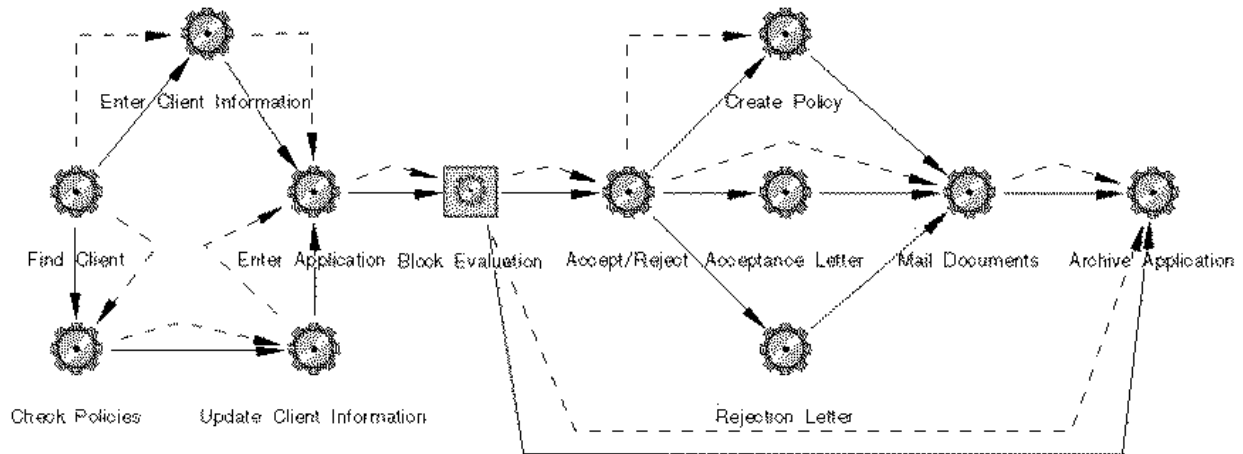 Enter Client Information
Create Policy
Find Client
Enter Application
Block Evaluation
Accept/Reject
Acceptance Letter
Mail Documents
Archive Application
Check Policies
Update Client Information
Rejection Letter